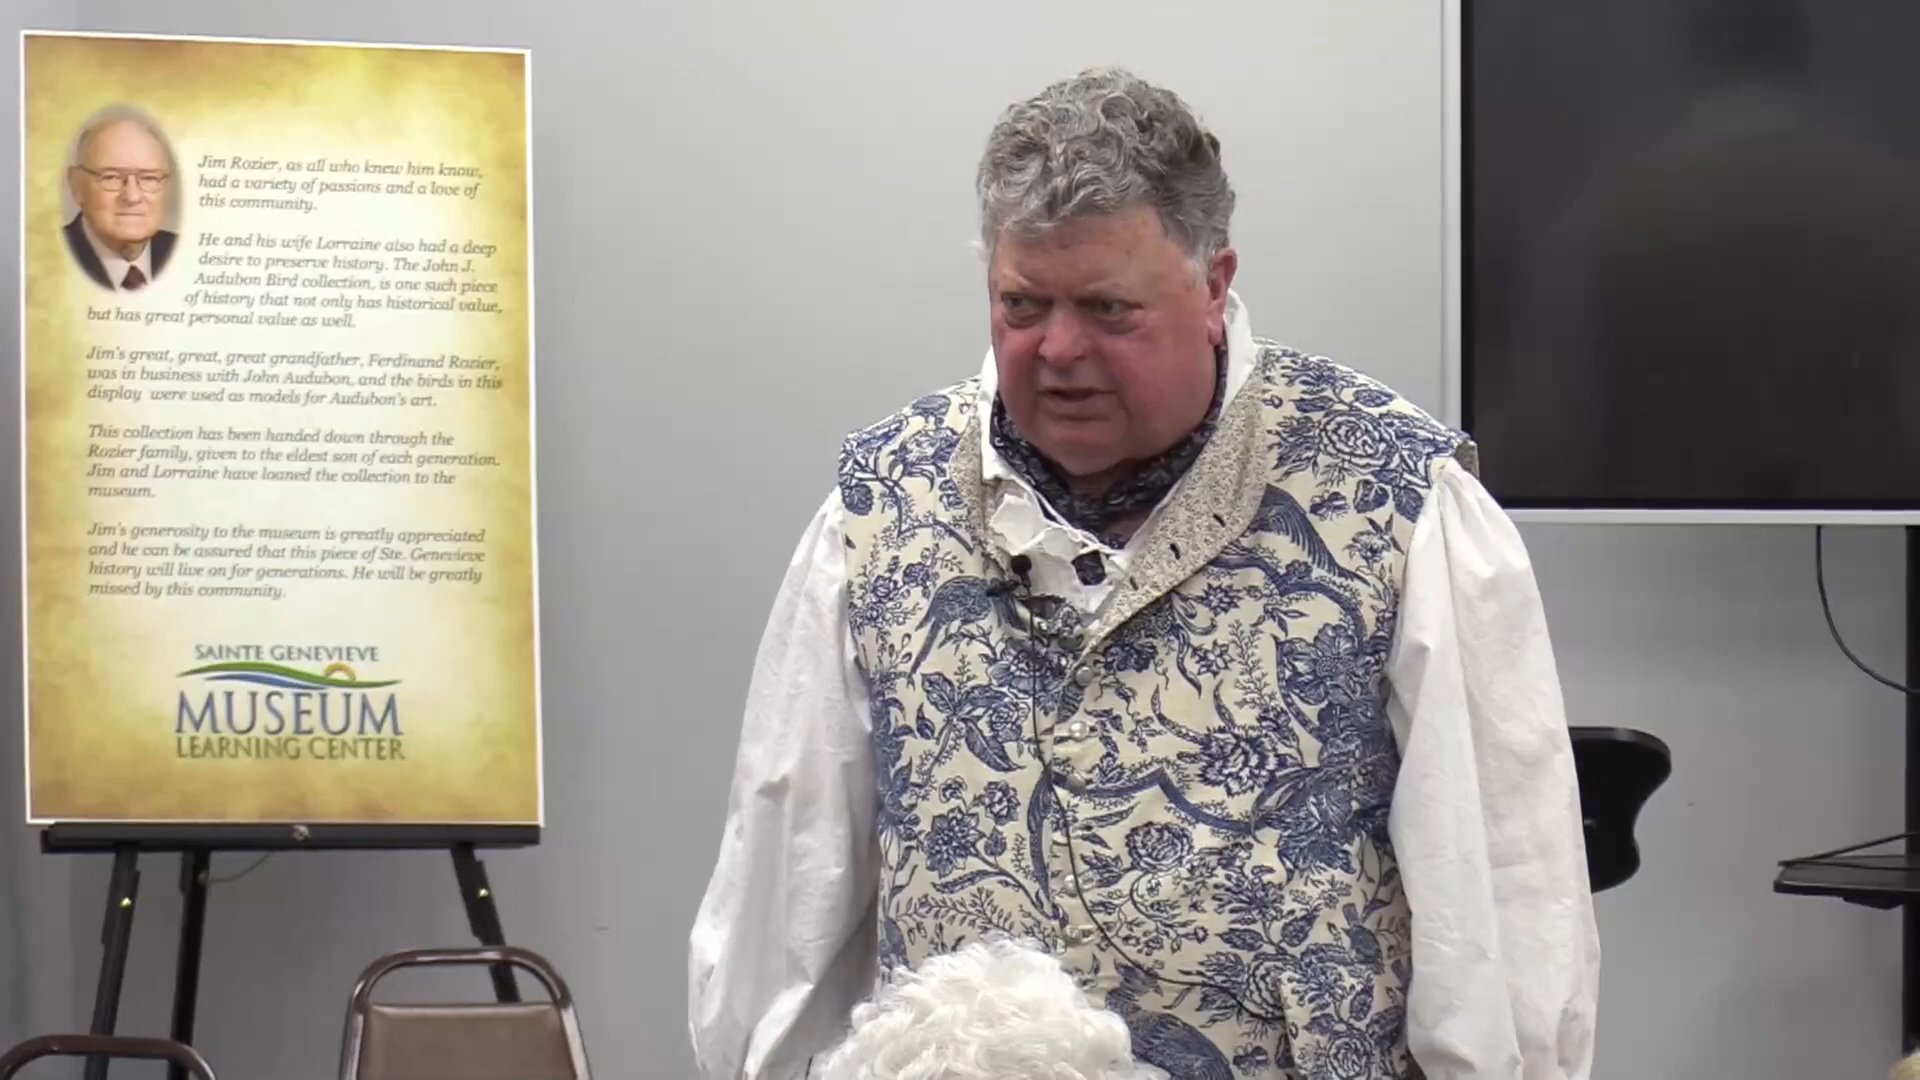 Jim Rozier, as all who knew him know,
had a variety of passions and a love of
this community.
He and his wife Lorraine also had a deep
desire to preserve history. The John J.
Audubon Bird collection, is one such piece
of history that not only has historical value,
but has great personal value as well.
Jim's great, great, great grandfather, Ferdinand Rozier,
was in business with John Audubon, and the birds in this
display were used as models for Audubon's art.
This collection has been handed down through the
Rozier family, given to the eldest son of each generation.
Jim and Lorraine have loaned the collection to the
museum.
Jim's generosity to the museum is greatly appreciated
and he can be assured that this piece of Ste. Genevieve
history will live on for generations. He will be greatly
missed by this community.
SAINTE GENEVIEVE
MUSEUM
LEARNING CENTER